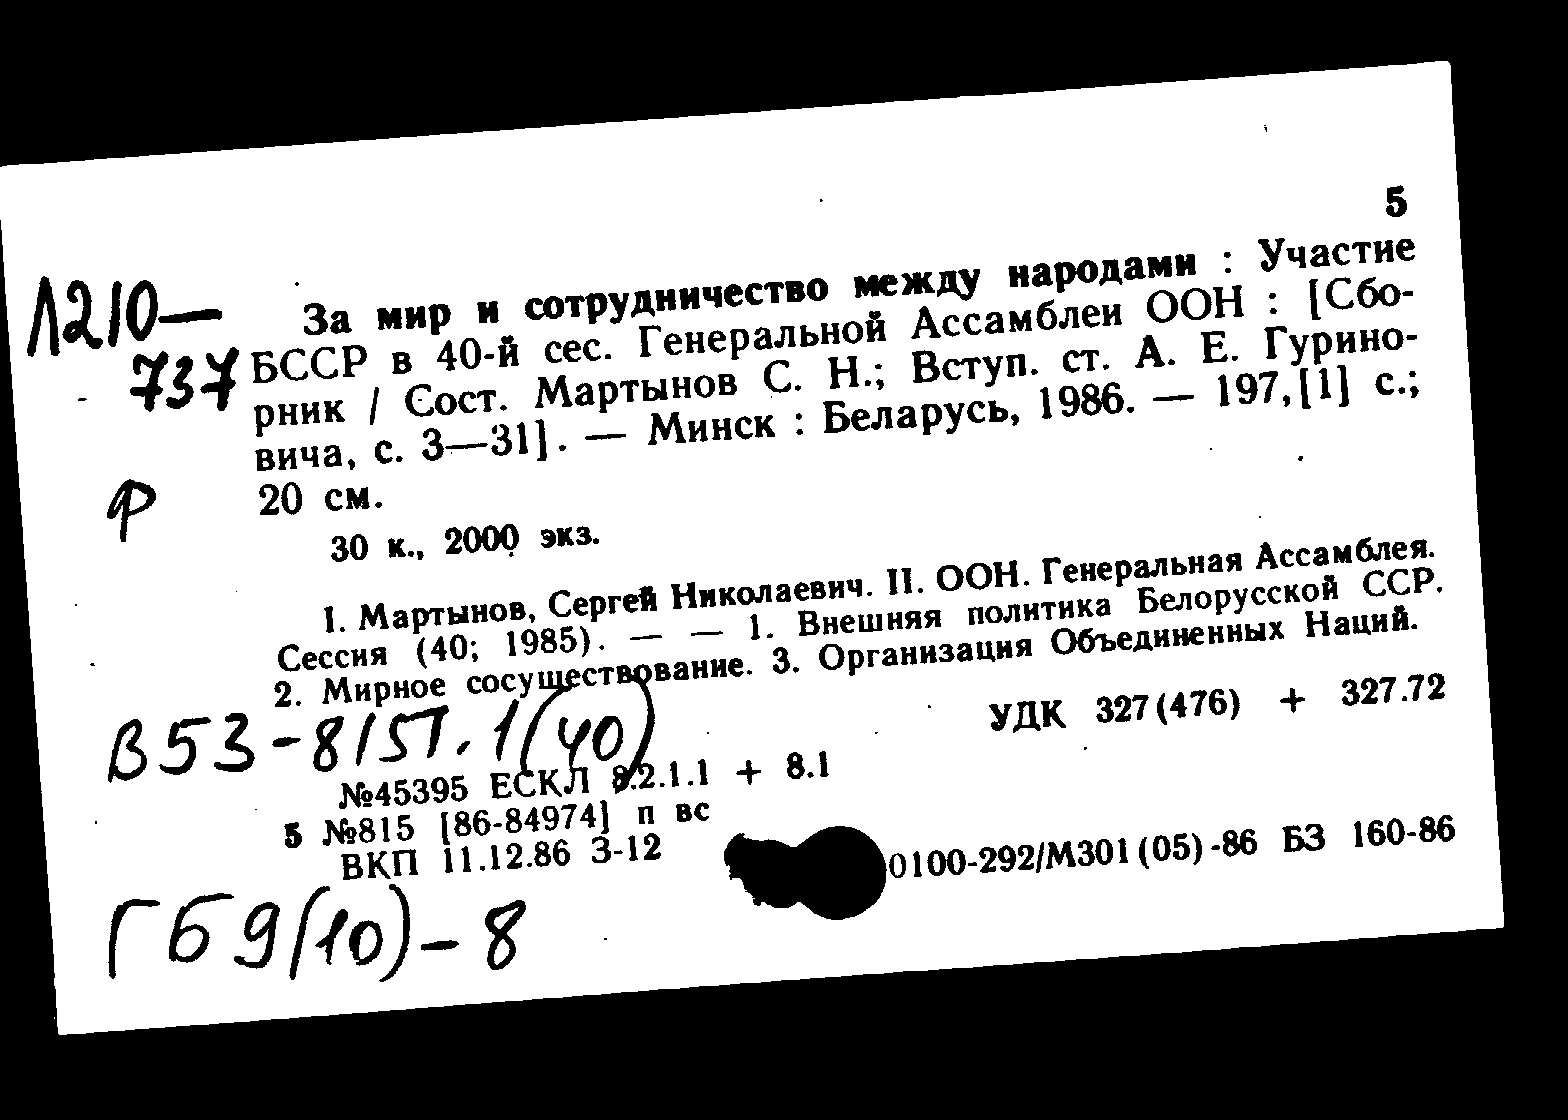 5
Л210—
737
За мир и сотрудничество между народами : Участие
БССР в 40-й сес. Генеральной Ассамблеи ООН : [Сбо-
рник / Сост. Мартынов С. Н.; Вступ. ст. А. Е. Гурино-
вича, с. 3—31]. — Минск : Беларусь, 1986. — 197,[1] с.;
20 см.
Ф
30 к., 2000 экз.
I. Мартынов, Сергей Николаевич. II. ООН. Генеральная Ассамблея.
Сессия (40; 1985). — — 1. Внешняя политика Белорусской ССР.
2. Мирное сосуществование. 3. Организация Объединенных Наций.
УДК 327(476) + 327.72
В53-8/5П.1(40)
№45395 ЕСКЛ 8.2.1.1 + 8.1
5 №815 [86-84974] п вс
ВКП 11.12.86 З-12
0100-292/М301(05)-86 БЗ 160-86
Гб9(10)-8